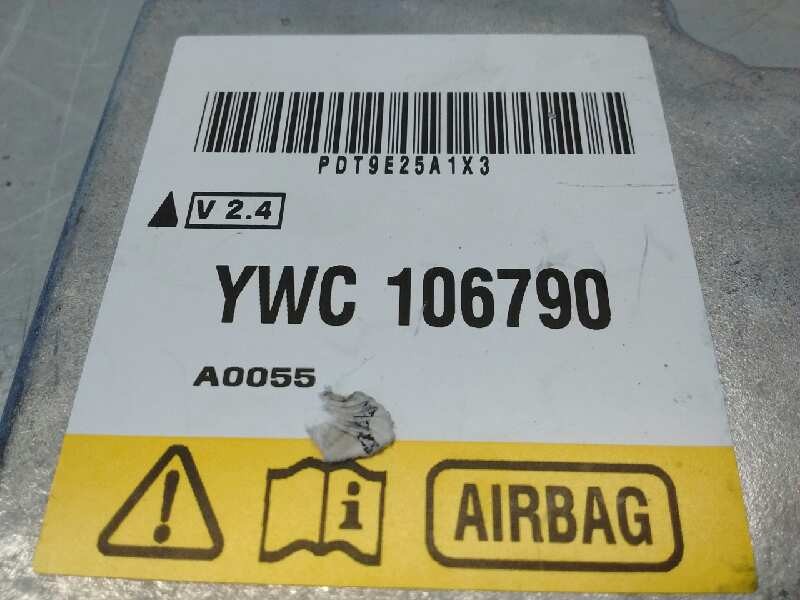 PDT9E25A1X3
V 2.4
YWC 106790
A0055
i
AIRBAG